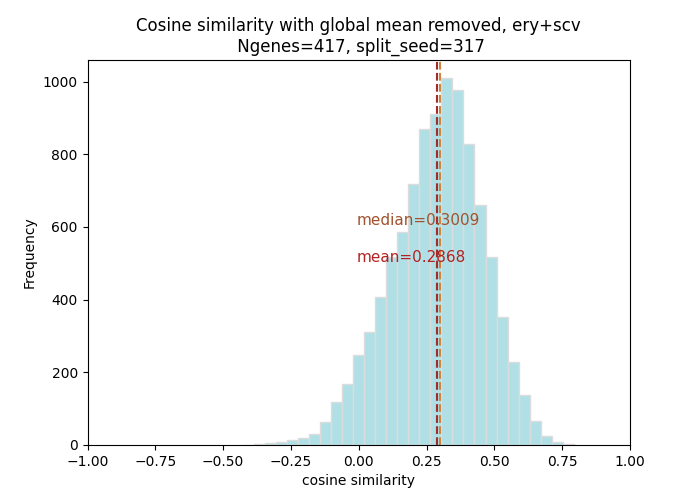 Cosine similarity with global mean removed, ery+scv
Ngenes=417, split_seed=317
Frequency
1000
800
600
400
200
0
median=0.3009
mean=0.2868
−1.00
−0.75
−0.50
−0.25
0.00
0.25
0.50
0.75
1.00
cosine similarity